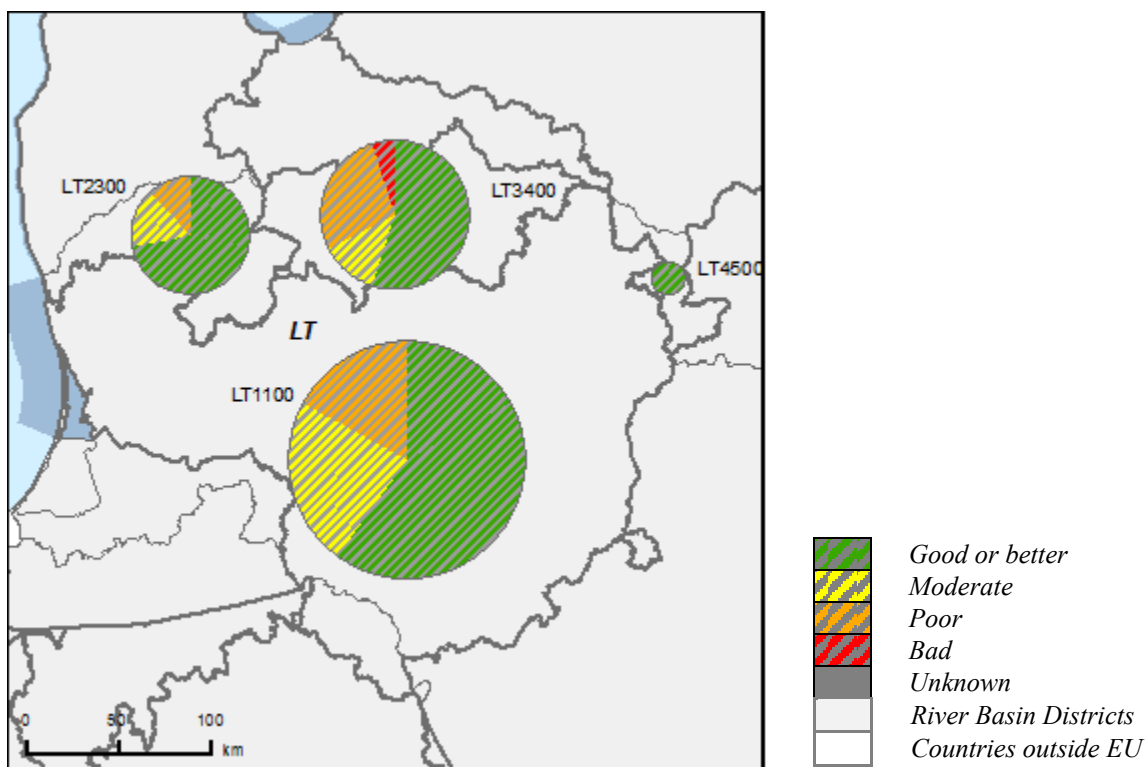 LT2300
LT3400
LT4500
LT
LT1100
0 50 100
km
Good or better
Moderate
Poor
Bad
Unknown
River Basin Districts
Countries outside EU